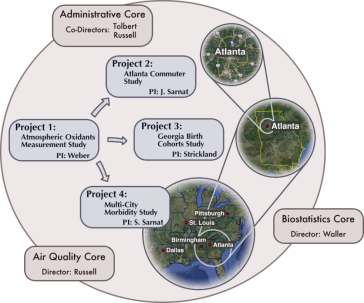 Administrative Core
Co-Directors: Tolbert
Russell
Project 2:
Atlanta Commuter
Study
PI: J. Sarnat
Atlanta
Project 1:
Atmospheric Oxidants
Measurement Study
PI: Weber
Project 3:
Georgia Birth
Cohorts Study
PI: Strickland
Atlanta
Project 4:
Multi-City
Morbidity Study
PI: S. Sarnat
Pittsburgh
St. Louis
Birmingham
Atlanta
Dallas
Biostatistics Core
Director: Waller
Air Quality Core
Director: Russell